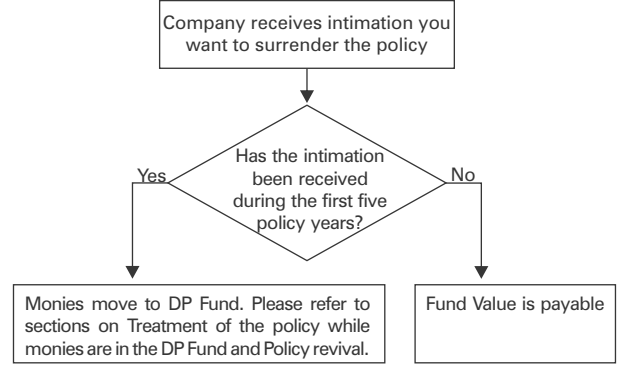 Company receives intimation you
want to surrender the policy
Has the intimation
been received
during the first five
policy years?
Yes
No
Monies move to DP Fund. Please refer to
sections on Treatment of the policy while
monies are in the DP Fund and Policy revival.
Fund Value is payable